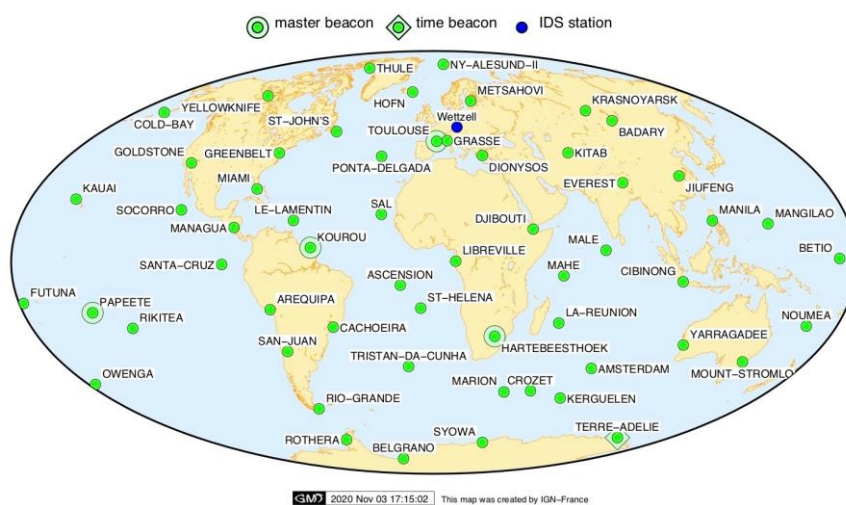 master beacon
time beacon
IDS station
THULE
NY-ALESUND-II
YELLOWKNIFE
HOFN
METSAHOVI
COLD-BAY
ST-JOHN'S
Wettzell
KRASNOYARSK
TOULOUSE
BADARY
GOLDSTONE
GREENBELT
GRASSE
KITAB
PONTA-DELGADA
DIONYSOS
MIAMI
EVEREST
JIUFENG
KAUAI
SOCORRO
LE-LAMENTIN
SAL
DJIBOUTI
MANILA
MANGILAO
MANAGUA
KOUROU
LIBREVILLE
MALE
BETIO
SANTA-CRUZ
ASCENSION
MAHE
CIBINONG
FUTUNA
PAPEETE
AREQUIPA
ST-HELENA
LA-REUNION
NOUMEA
RIKITEA
CACHOEIRA
HARTEBEESTHOEK
YARRAGADEE
SAN-JUAN
TRISTAN-DA-CUNHA
AMSTERDAM
MOUNT-STROMLO
OWENGA
MARION
CROZET
RIO-GRANDE
KERGUELEN
ROTHERA
SYOWA
TERRE-ADELIE
BELGRANO
GMD 2020 Nov 03 17:15:02 This map was created by IGN-France